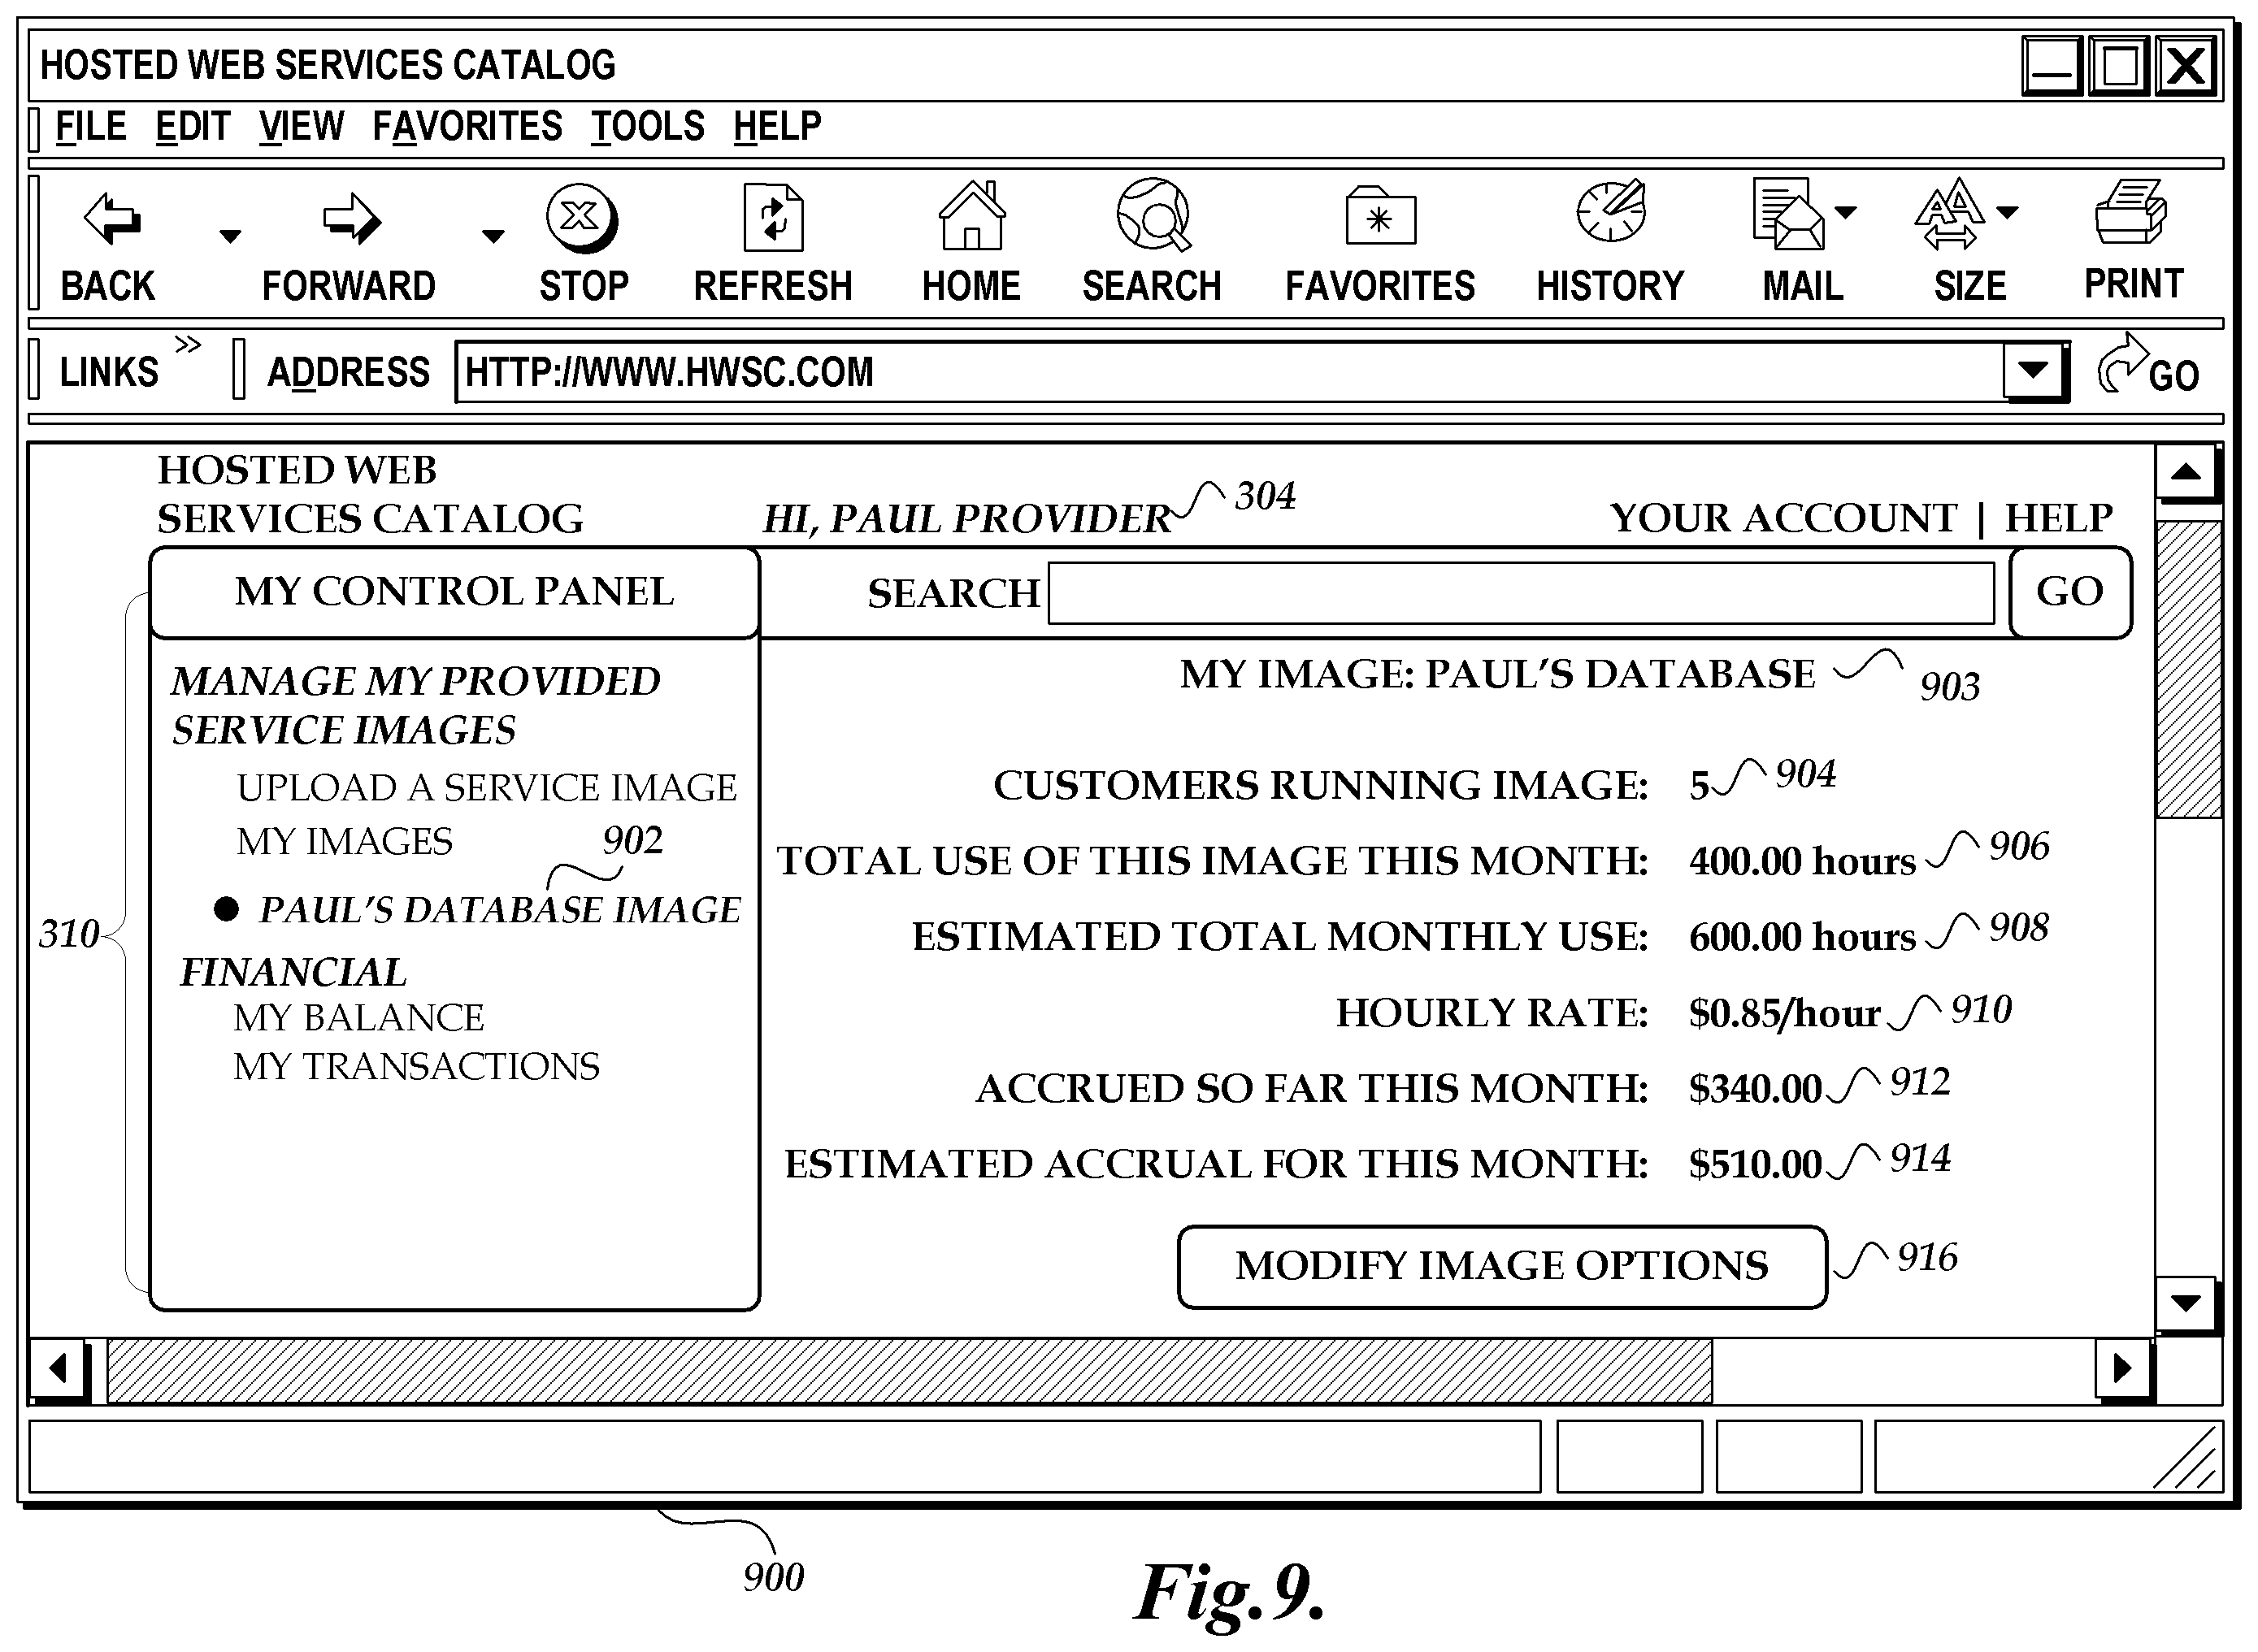 HOSTED WEB SERVICES CATALOG
FILE EDIT VIEW FAVORITES TOOLS HELP
BACK FORWARD STOP REFRESH HOME SEARCH FAVORITES HISTORY MAIL SIZE PRINT
LINKS » ADDRESS HTTP://WWW.HWSC.COM GO
HOSTED WEB
SERVICES CATALOG HI, PAUL PROVIDER 304 YOUR ACCOUNT | HELP
MY CONTROL PANEL SEARCH GO
MANAGE MY PROVIDED
SERVICE IMAGES
UPLOAD A SERVICE IMAGE
MY IMAGES 902
● PAUL'S DATABASE IMAGE
310
FINANCIAL
MY BALANCE
MY TRANSACTIONS
MY IMAGE: PAUL'S DATABASE 903
CUSTOMERS RUNNING IMAGE: 5 904
TOTAL USE OF THIS IMAGE THIS MONTH: 400.00 hours 906
ESTIMATED TOTAL MONTHLY USE: 600.00 hours 908
HOURLY RATE: $0.85/hour 910
ACCRUED SO FAR THIS MONTH: $340.00 912
ESTIMATED ACCRUAL FOR THIS MONTH: $510.00 914
MODIFY IMAGE OPTIONS 916
900
Fig.9.